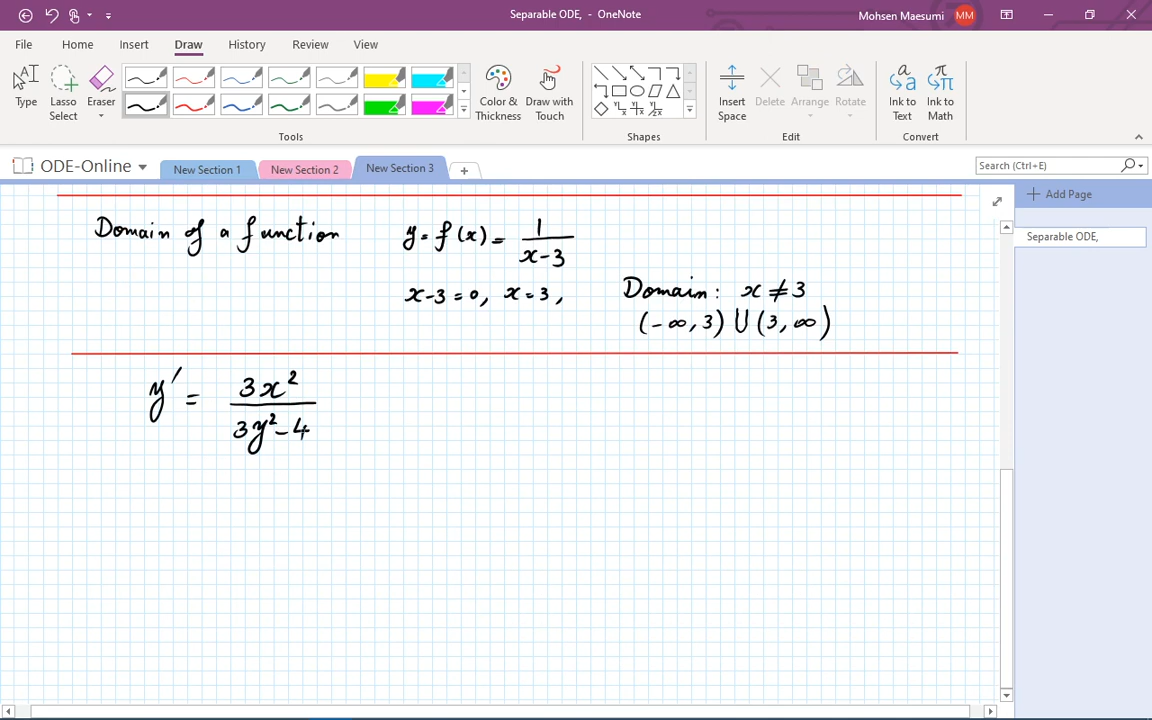 Separable ODE, - OneNote
Mohsen Maesumi MM
File Home Insert Draw History Review View
Type
Lasso Select
Eraser
Color & Thickness
Draw with Touch
Insert Space
Delete
Arrange
Rotate
Ink to Text
Ink to Math
Tools Shapes Edit Convert
ODE-Online New Section 1 New Section 2 New Section 3
Search (Ctrl+E)
Add Page
Separable ODE,
Domain of a function y = f(x) = 1/(x-3)
x-3=0, x=3, Domain: x ≠ 3
(-∞, 3) ∪ (3, ∞)
y' = 3x²/(3y²-4)